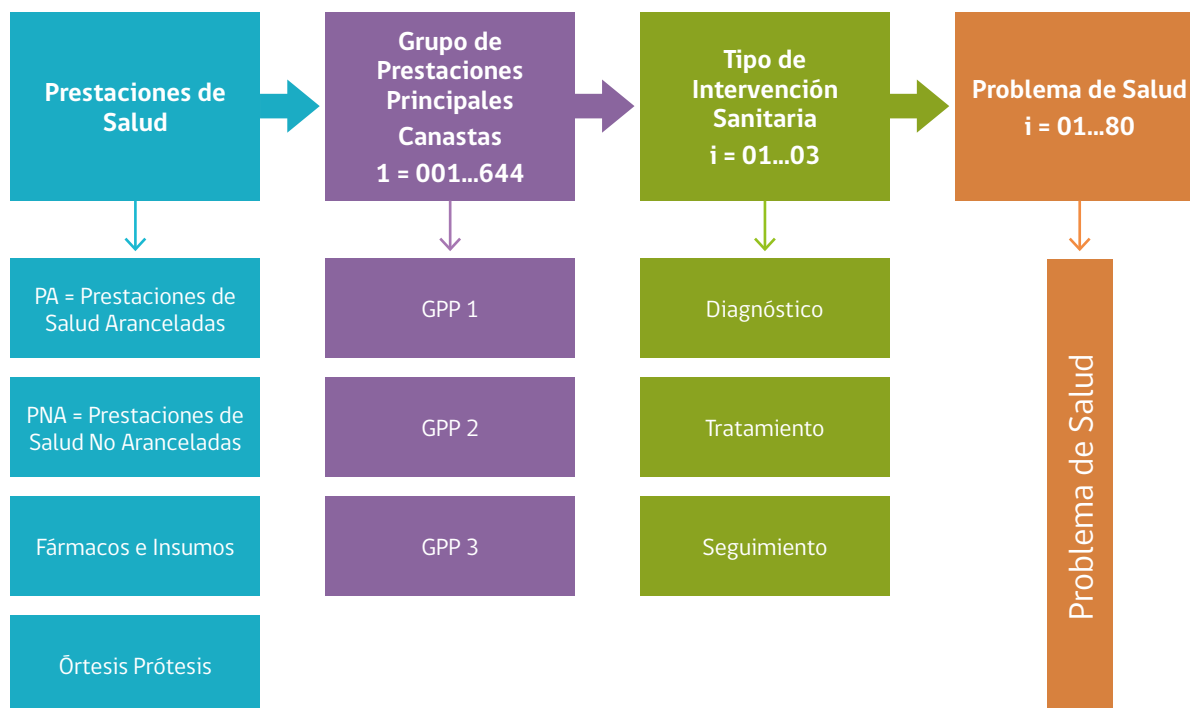 Prestaciones de
Salud
Grupo de
Prestaciones
Principales
Canastas
1 = 001...644
Tipo de
Intervención
Sanitaria
i = 01...03
Problema de Salud
i = 01...80
PA = Prestaciones de
Salud Aranceladas
PNA = Prestaciones de
Salud No Aranceladas
Fármacos e Insumos
Õrtesis Prótesis
GPP 1
GPP 2
GPP 3
Diagnóstico
Tratamiento
Seguimiento
Problema de Salud